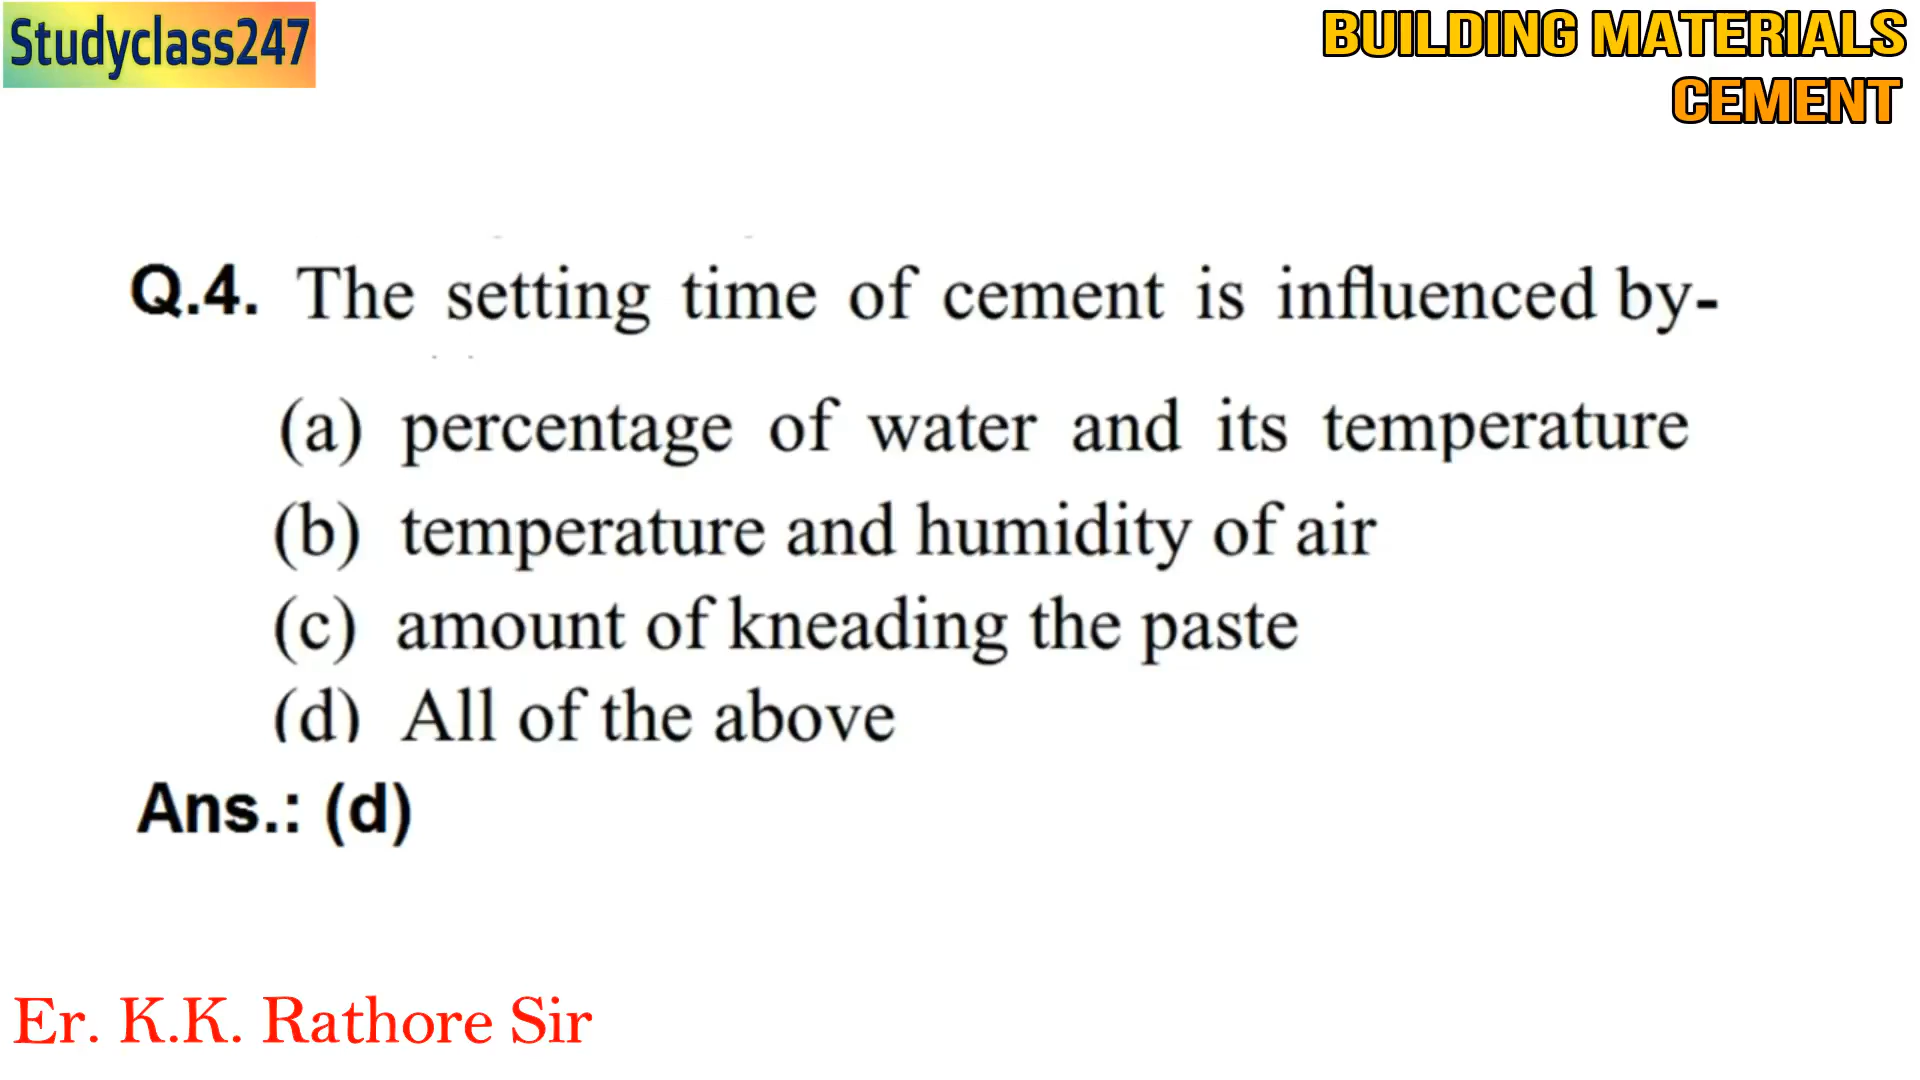 Studyclass247
BUILDING MATERIALS
CEMENT
Q.4. The setting time of cement is influenced by-
(a) percentage of water and its temperature
(b) temperature and humidity of air
(c) amount of kneading the paste
(d) All of the above
Ans.: (d)
Er. K.K. Rathore Sir